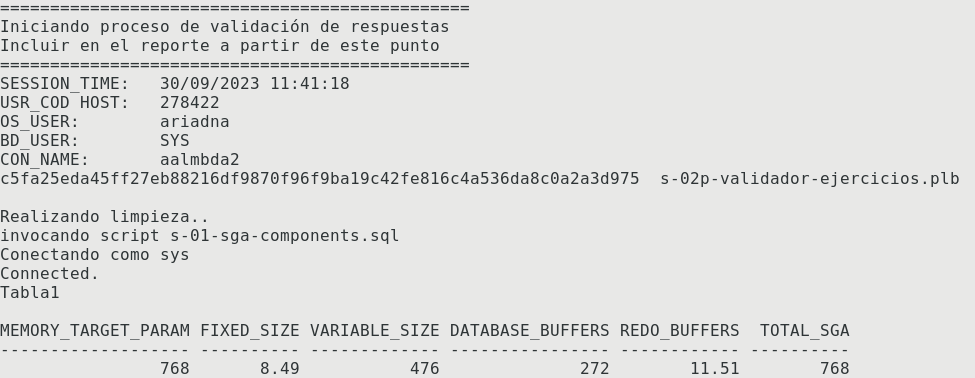 ===============================================
Iniciando proceso de validación de respuestas
Incluir en el reporte a partir de este punto
===============================================
SESSION_TIME:   30/09/2023 11:41:18
USR_COD HOST:   278422
OS_USER:        ariadna
BD_USER:        SYS
CON_NAME:       aalmbda2
c5fa25eda45ff27eb88216df9870f96f9ba19c42fe816c4a536da8c0a2a3d975  s-02p-validador-ejercicios.plb
Realizando limpieza..
invocando script s-01-sga-components.sql
Conectando como sys
Connected.
Tabla1
MEMORY_TARGET_PARAM FIXED_SIZE VARIABLE_SIZE DATABASE_BUFFERS REDO_BUFFERS  TOTAL_SGA
------------------- ---------- ------------- ---------------- ------------ ----------
                768       8.49           476              272        11.51        768